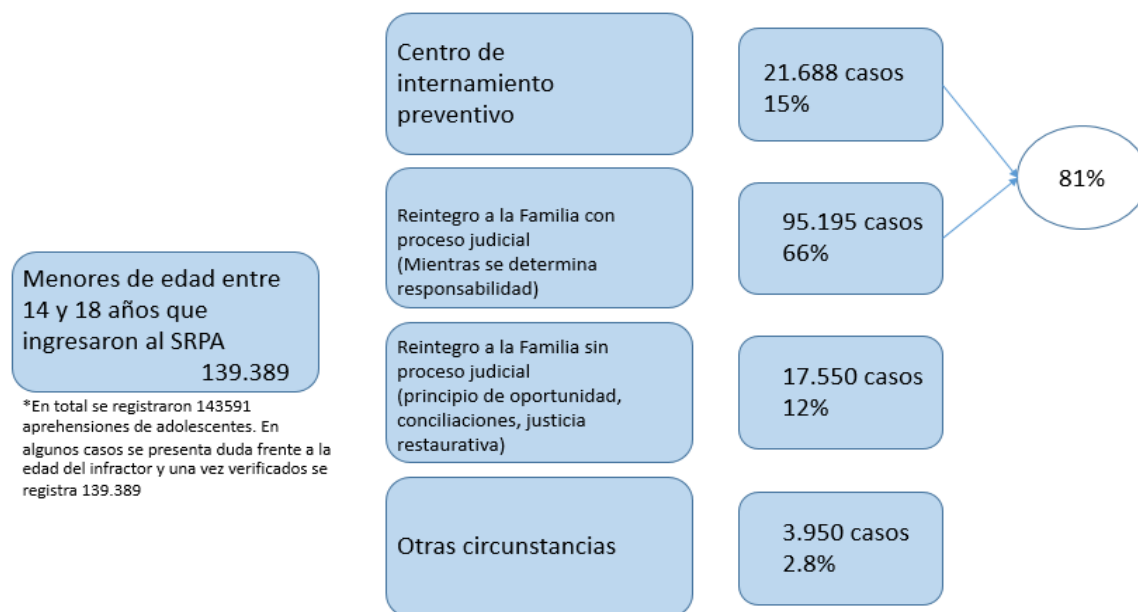 Menores de edad entre
14 y 18 años que
ingresaron al SRPA
139.389
*En total se registraron 143591
aprehensiones de adolescentes. En
algunos casos se presenta duda frente a la
edad del infractor y una vez verificados se
registra 139.389
Centro de
internamiento
preventivo
21.688 casos
15%
Reintegro a la Familia con
proceso judicial
(Mientras se determina
responsabilidad)
95.195 casos
66%
81%
Reintegro a la Familia sin
proceso judicial
(principio de oportunidad,
conciliaciones, justicia
restaurativa)
17.550 casos
12%
Otras circunstancias
3.950 casos
2.8%